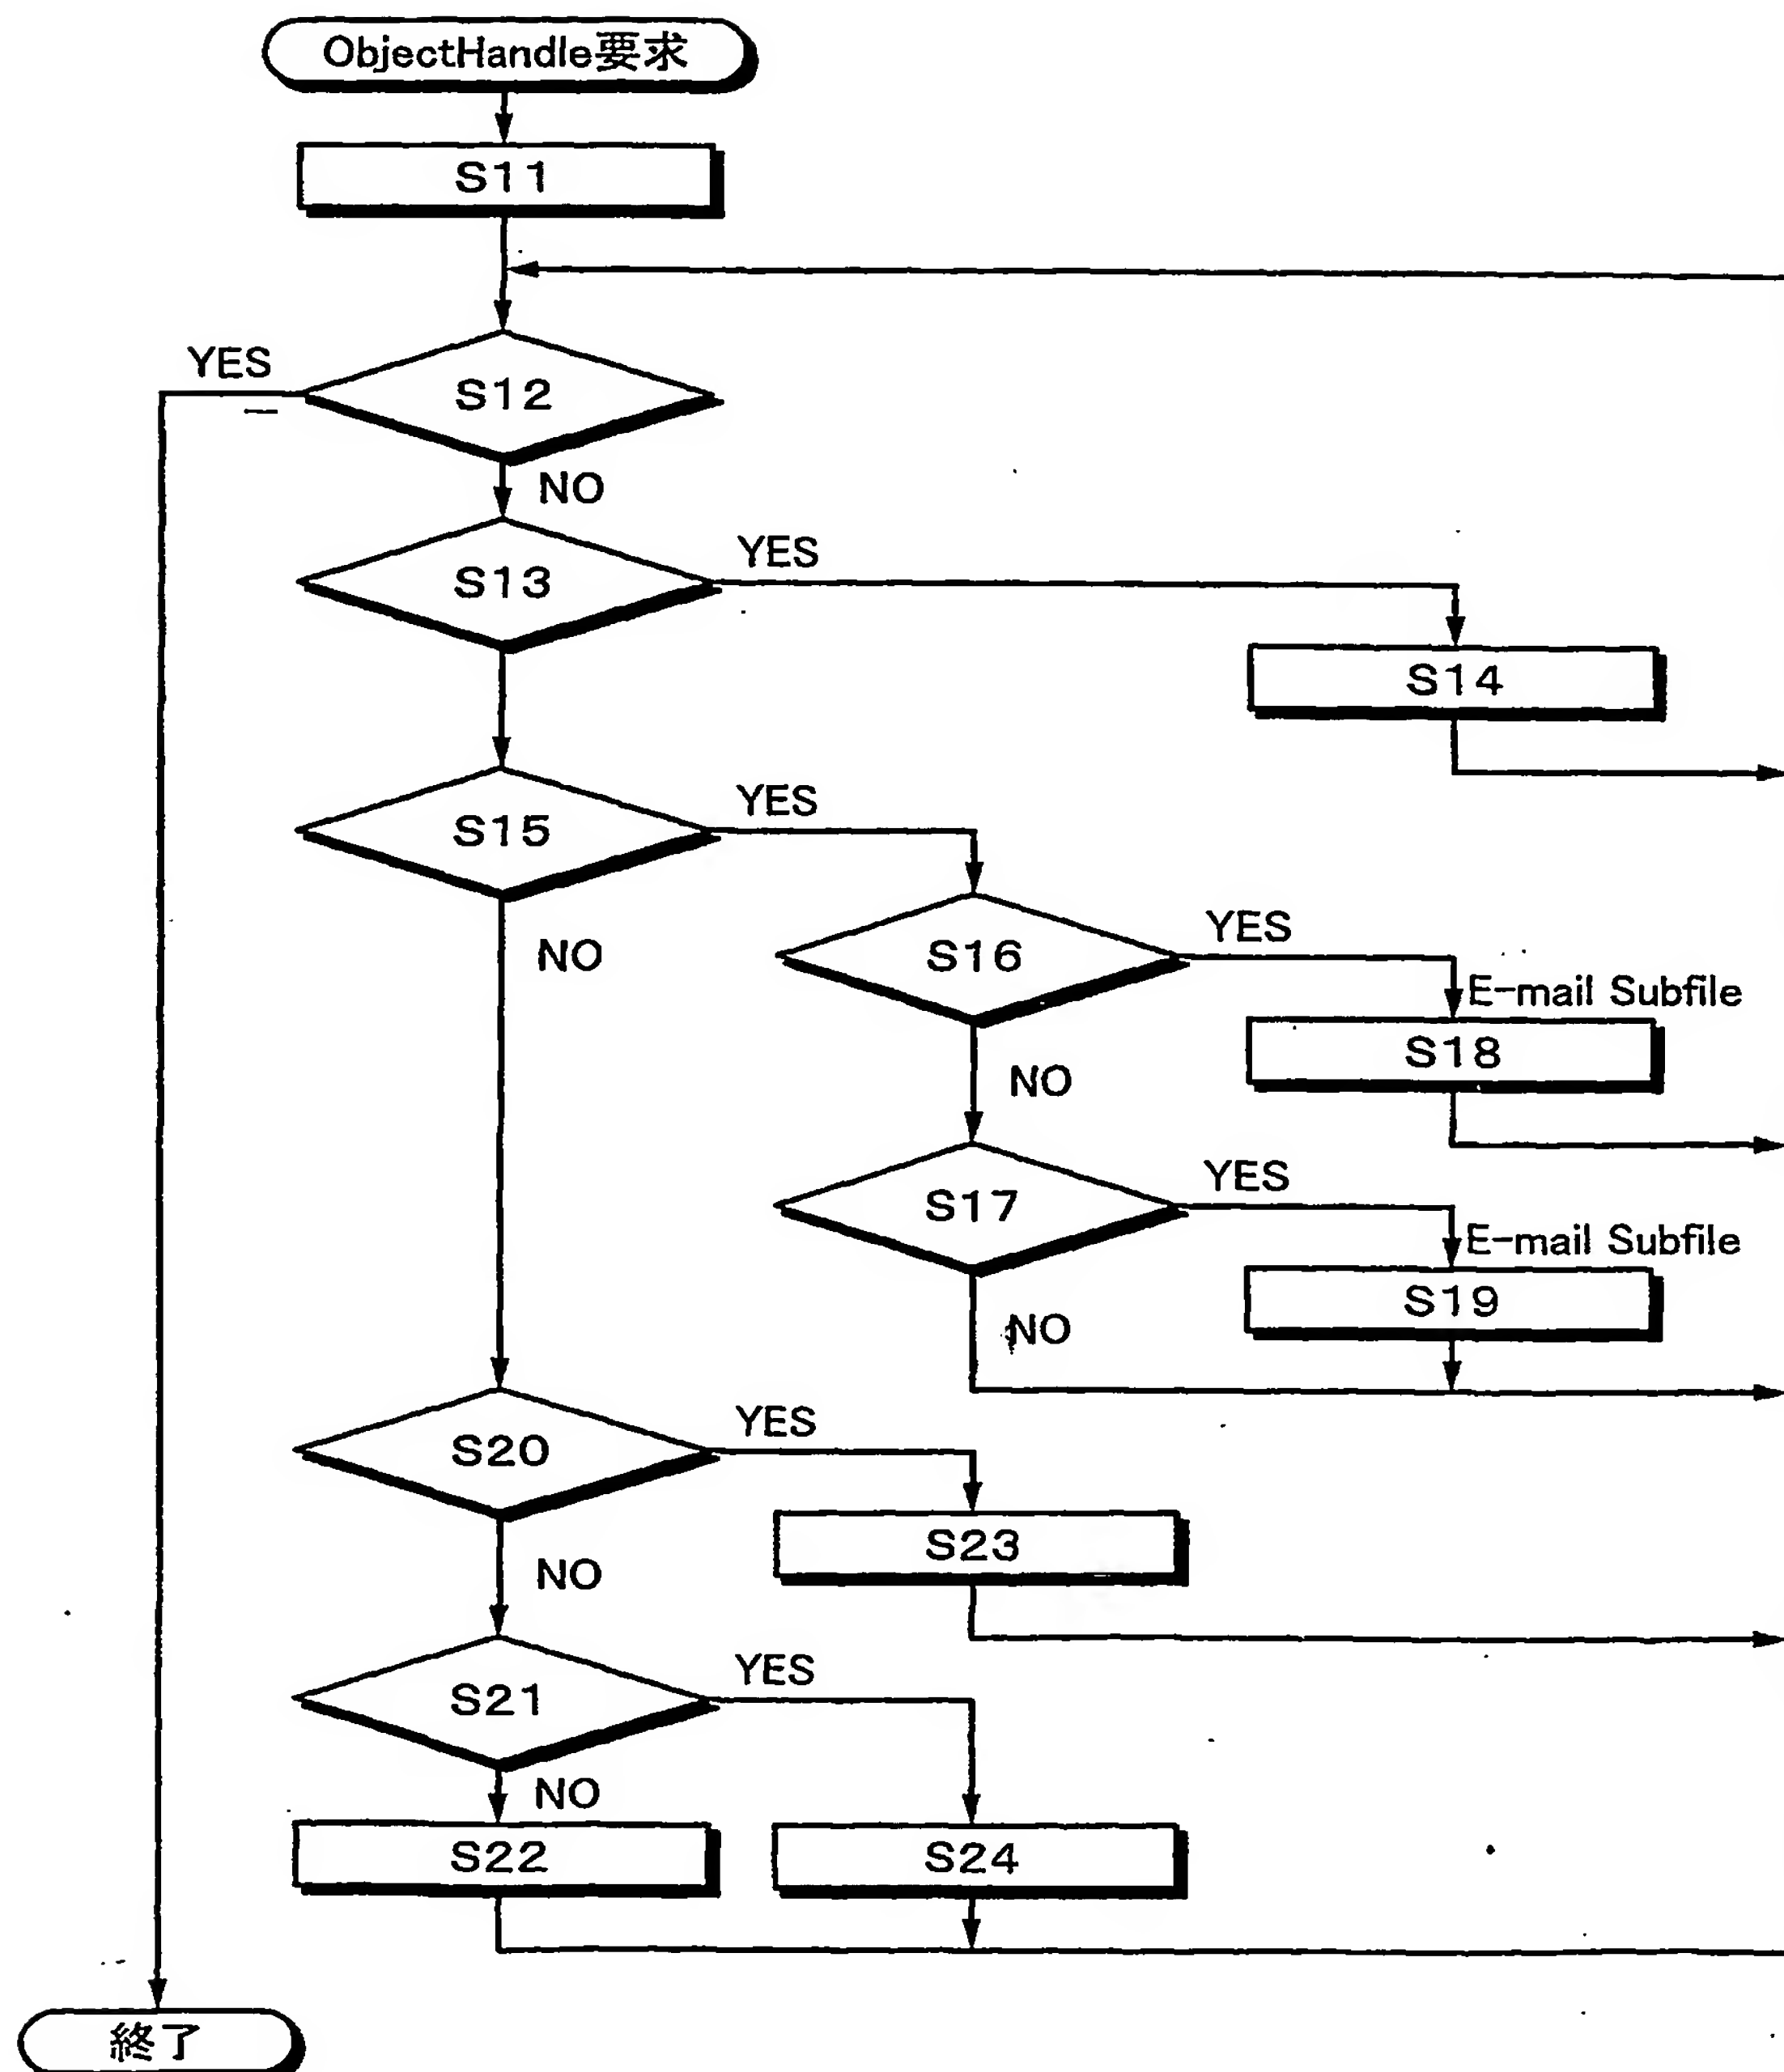 ObjectHandle要求
S11
YES
S12
NO
S13
YES
S14
S15
YES
NO
S16
YES
E-mail Subfile
S18
NO
S17
YES
E-mail Subfile
S19
NO
S20
YES
S23
NO
S21
YES
NO
S22
S24
終了